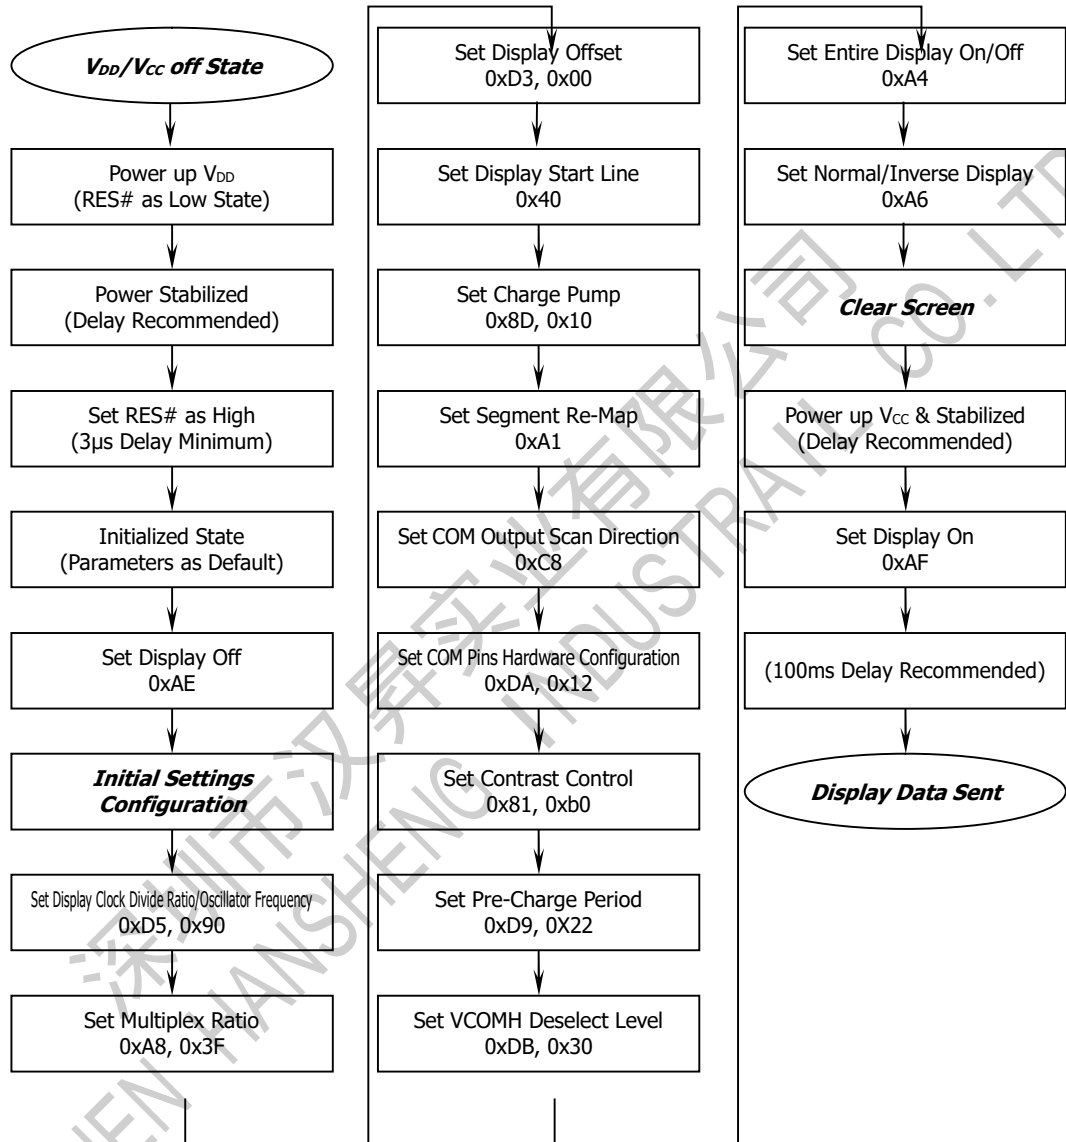 VDD/VCC off State
Power up VDD
(RES# as Low State)
Power Stabilized
(Delay Recommended)
Set RES# as High
(3μs Delay Minimum)
Initialized State
(Parameters as Default)
Set Display Off
0xAE
Initial Settings
Configuration
Set Display Clock Divide Ratio/Oscillator Frequency
0xD5, 0x90
Set Multiplex Ratio
0xA8, 0x3F
Set Display Offset
0xD3, 0x00
Set Display Start Line
0x40
Set Charge Pump
0x8D, 0x10
Set Segment Re-Map
0xA1
Set COM Output Scan Direction
0xC8
Set COM Pins Hardware Configuration
0xDA, 0x12
Set Contrast Control
0x81, 0xb0
Set Pre-Charge Period
0xD9, 0X22
Set VCOMH Deselect Level
0xDB, 0x30
Set Entire Display On/Off
0xA4
Set Normal/Inverse Display
0xA6
Clear Screen
Power up VCC & Stabilized
(Delay Recommended)
Set Display On
0xAF
(100ms Delay Recommended)
Display Data Sent
深圳市汉昇实业有限公司
HANSHENG INDUSTRAIL CO.LTD